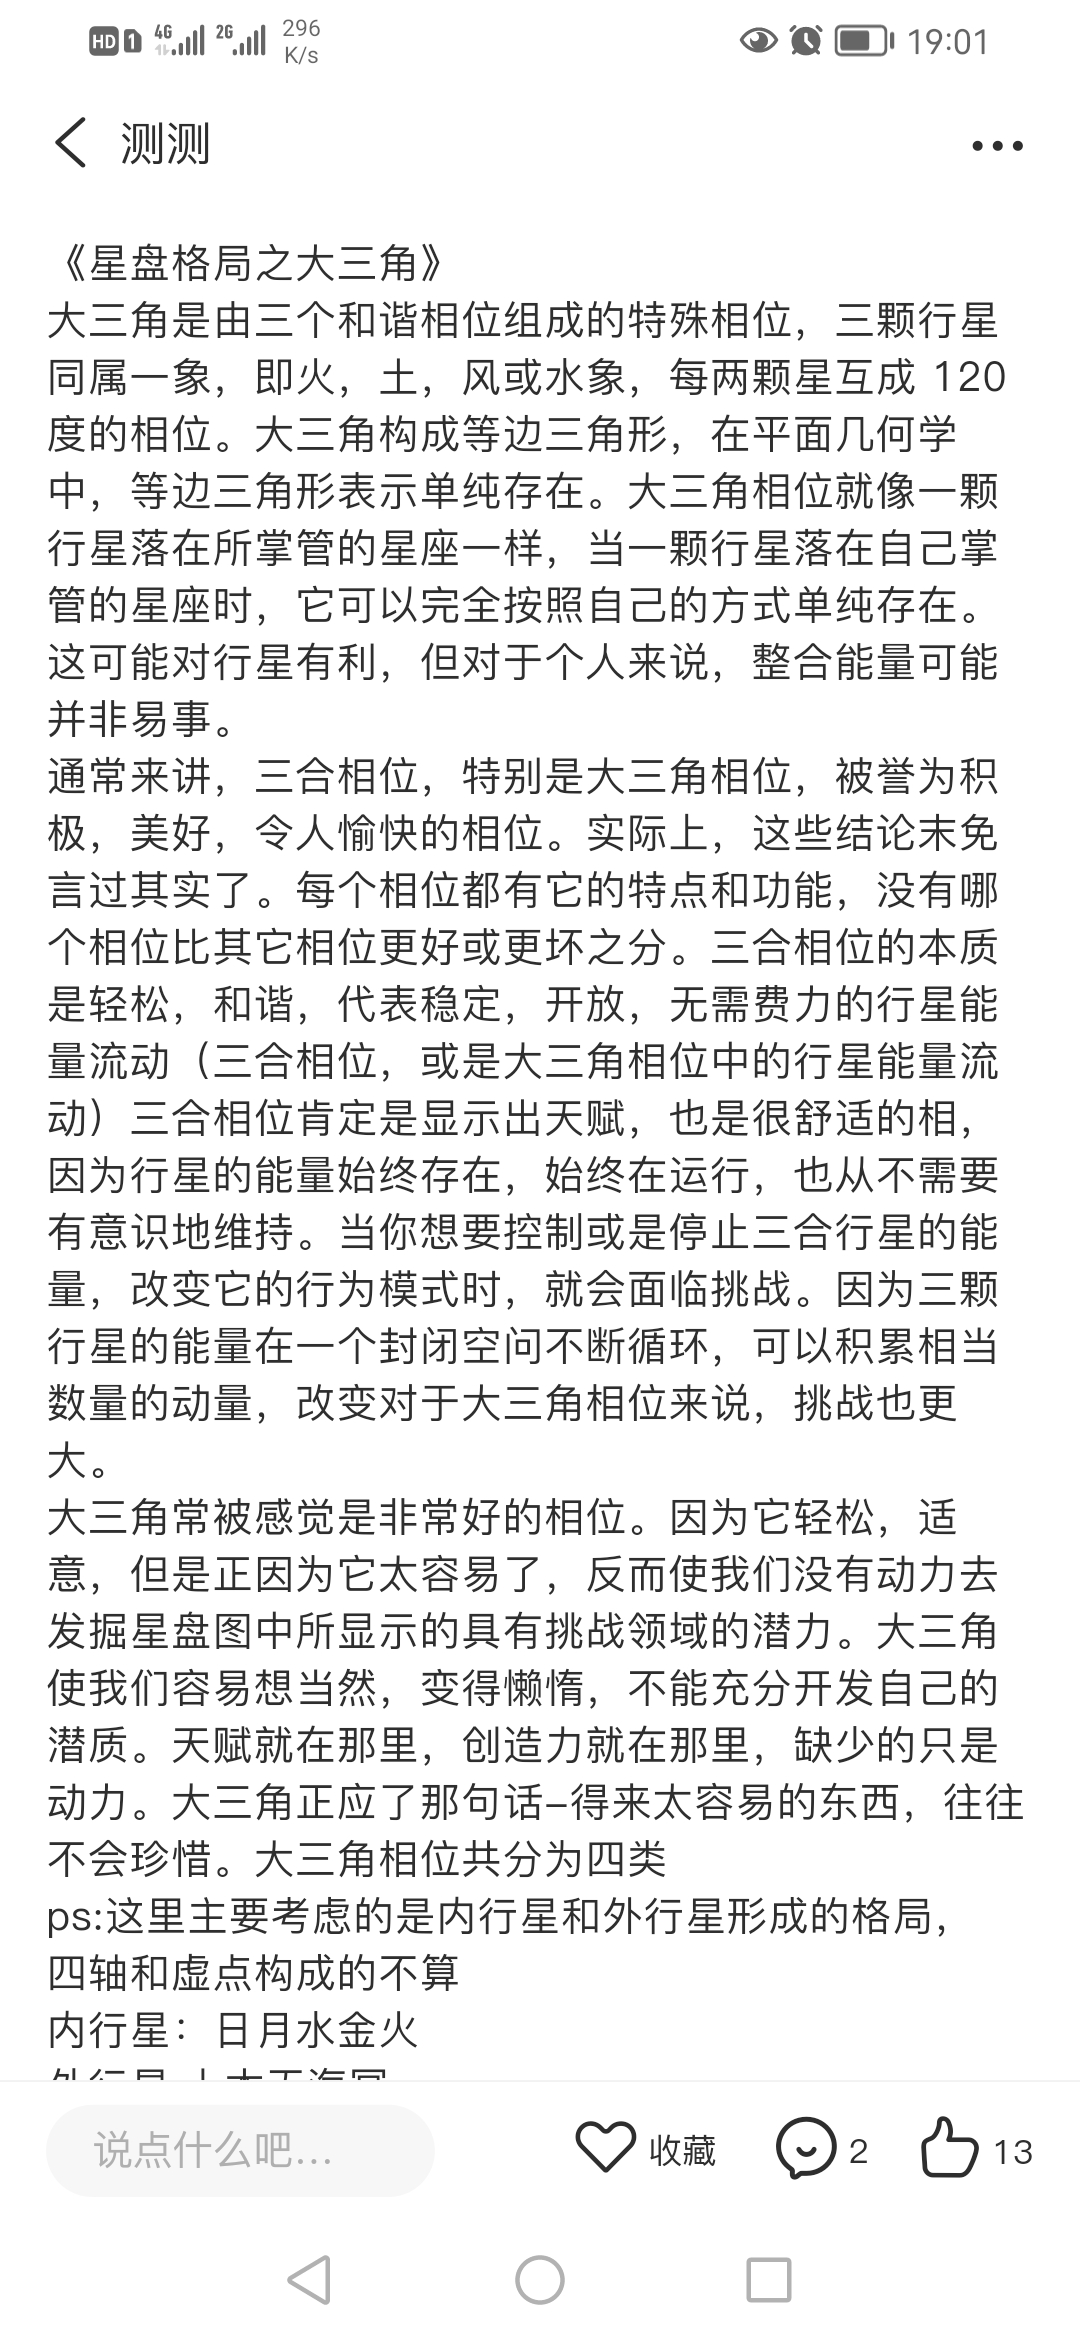 HD 1 4G 2G 296 K/s 19:01
测测
《星盘格局之大三角》
大三角是由三个和谐相位组成的特殊相位，三颗行星
同属一象，即火，土，风或水象，每两颗星互成 120
度的相位。大三角构成等边三角形，在平面几何学
中，等边三角形表示单纯存在。大三角相位就像一颗
行星落在所掌管的星座一样，当一颗行星落在自己掌
管的星座时，它可以完全按照自己的方式单纯存在。
这可能对行星有利，但对于个人来说，整合能量可能
并非易事。
通常来讲，三合相位，特别是大三角相位，被誉为积
极，美好，令人愉快的相位。实际上，这些结论末免
言过其实了。每个相位都有它的特点和功能，没有哪
个相位比其它相位更好或更坏之分。三合相位的本质
是轻松，和谐，代表稳定，开放，无需费力的行星能
量流动（三合相位，或是大三角相位中的行星能量流
动）三合相位肯定是显示出天赋，也是很舒适的相，
因为行星的能量始终存在，始终在运行，也从不需要
有意识地维持。当你想要控制或是停止三合行星的能
量，改变它的行为模式时，就会面临挑战。因为三颗
行星的能量在一个封闭空问不断循环，可以积累相当
数量的动量，改变对于大三角相位来说，挑战也更
大。
大三角常被感觉是非常好的相位。因为它轻松，适
意，但是正因为它太容易了，反而使我们没有动力去
发掘星盘图中所显示的具有挑战领域的潜力。大三角
使我们容易想当然，变得懒惰，不能充分开发自己的
潜质。天赋就在那里，创造力就在那里，缺少的只是
动力。大三角正应了那句话–得来太容易的东西，往往
不会珍惜。大三角相位共分为四类
ps:这里主要考虑的是内行星和外行星形成的格局，
四轴和虚点构成的不算
内行星：日月水金火
说点什么吧... 收藏 2 13